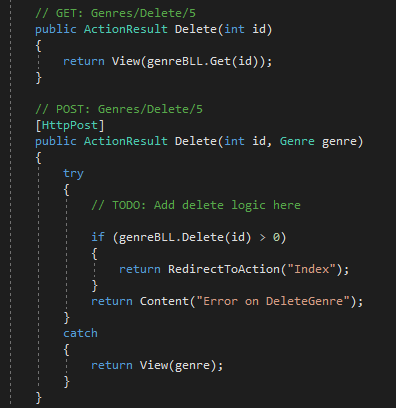 // GET: Genres/Delete/5
public ActionResult Delete(int id)
{
return View(genreBLL.Get(id));
}
// POST: Genres/Delete/5
[HttpPost]
public ActionResult Delete(int id, Genre genre)
{
try
{
// TODO: Add delete logic here
if (genreBLL.Delete(id) > 0)
{
return RedirectToAction("Index");
}
return Content("Error on DeleteGenre");
}
catch
{
return View(genre);
}
}